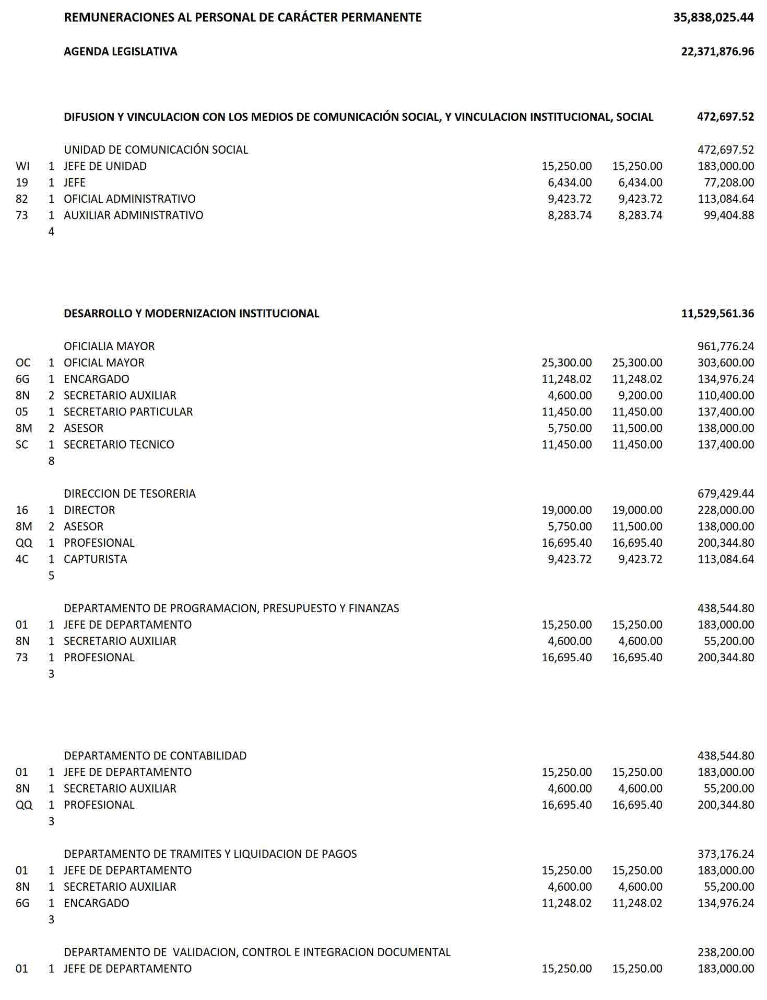 REMUNERACIONES AL PERSONAL DE CARÁCTER PERMANENTE 35,838,025.44
AGENDA LEGISLATIVA 22,371,876.96
DIFUSION Y VINCULACION CON LOS MEDIOS DE COMUNICACIÓN SOCIAL, Y VINCULACION INSTITUCIONAL, SOCIAL 472,697.52
UNIDAD DE COMUNICACIÓN SOCIAL 472,697.52
WI 1 JEFE DE UNIDAD 15,250.00 15,250.00 183,000.00
19 1 JEFE 6,434.00 6,434.00 77,208.00
82 1 OFICIAL ADMINISTRATIVO 9,423.72 9,423.72 113,084.64
73 1 AUXILIAR ADMINISTRATIVO 8,283.74 8,283.74 99,404.88
4
DESARROLLO Y MODERNIZACION INSTITUCIONAL 11,529,561.36
OFICIALIA MAYOR 961,776.24
OC 1 OFICIAL MAYOR 25,300.00 25,300.00 303,600.00
6G 1 ENCARGADO 11,248.02 11,248.02 134,976.24
8N 2 SECRETARIO AUXILIAR 4,600.00 9,200.00 110,400.00
05 1 SECRETARIO PARTICULAR 11,450.00 11,450.00 137,400.00
8M 2 ASESOR 5,750.00 11,500.00 138,000.00
SC 1 SECRETARIO TECNICO 11,450.00 11,450.00 137,400.00
8
DIRECCION DE TESORERIA 679,429.44
16 1 DIRECTOR 19,000.00 19,000.00 228,000.00
8M 2 ASESOR 5,750.00 11,500.00 138,000.00
QQ 1 PROFESIONAL 16,695.40 16,695.40 200,344.80
4C 1 CAPTURISTA 9,423.72 9,423.72 113,084.64
5
DEPARTAMENTO DE PROGRAMACION, PRESUPUESTO Y FINANZAS 438,544.80
01 1 JEFE DE DEPARTAMENTO 15,250.00 15,250.00 183,000.00
8N 1 SECRETARIO AUXILIAR 4,600.00 4,600.00 55,200.00
73 1 PROFESIONAL 16,695.40 16,695.40 200,344.80
3
DEPARTAMENTO DE CONTABILIDAD 438,544.80
01 1 JEFE DE DEPARTAMENTO 15,250.00 15,250.00 183,000.00
8N 1 SECRETARIO AUXILIAR 4,600.00 4,600.00 55,200.00
QQ 1 PROFESIONAL 16,695.40 16,695.40 200,344.80
3
DEPARTAMENTO DE TRAMITES Y LIQUIDACION DE PAGOS 373,176.24
01 1 JEFE DE DEPARTAMENTO 15,250.00 15,250.00 183,000.00
8N 1 SECRETARIO AUXILIAR 4,600.00 4,600.00 55,200.00
6G 1 ENCARGADO 11,248.02 11,248.02 134,976.24
3
DEPARTAMENTO DE VALIDACION, CONTROL E INTEGRACION DOCUMENTAL 238,200.00
01 1 JEFE DE DEPARTAMENTO 15,250.00 15,250.00 183,000.00